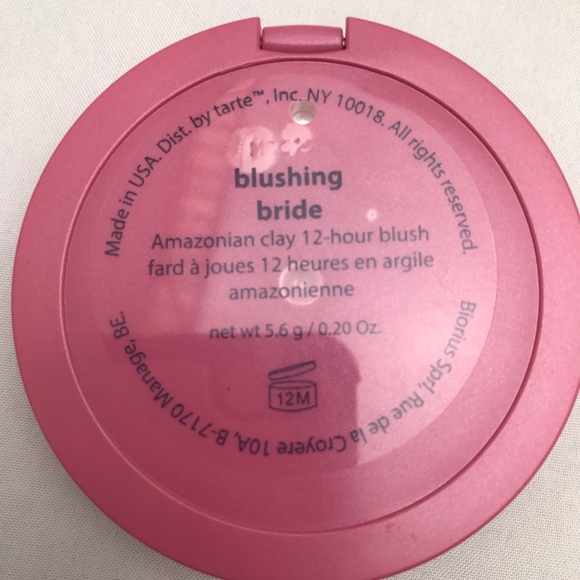 Made in USA. Dist. by tarte™, Inc. NY 10018. All rights reserved.
blushing
bride
Amazonian clay 12-hour blush
fard à joues 12 heures en argile
amazonienne
net wt 5.6 g / 0.20 Oz.
12M
Biorius Sprl, Rue de la Croyere 10A, B-7170 Manage, BE.